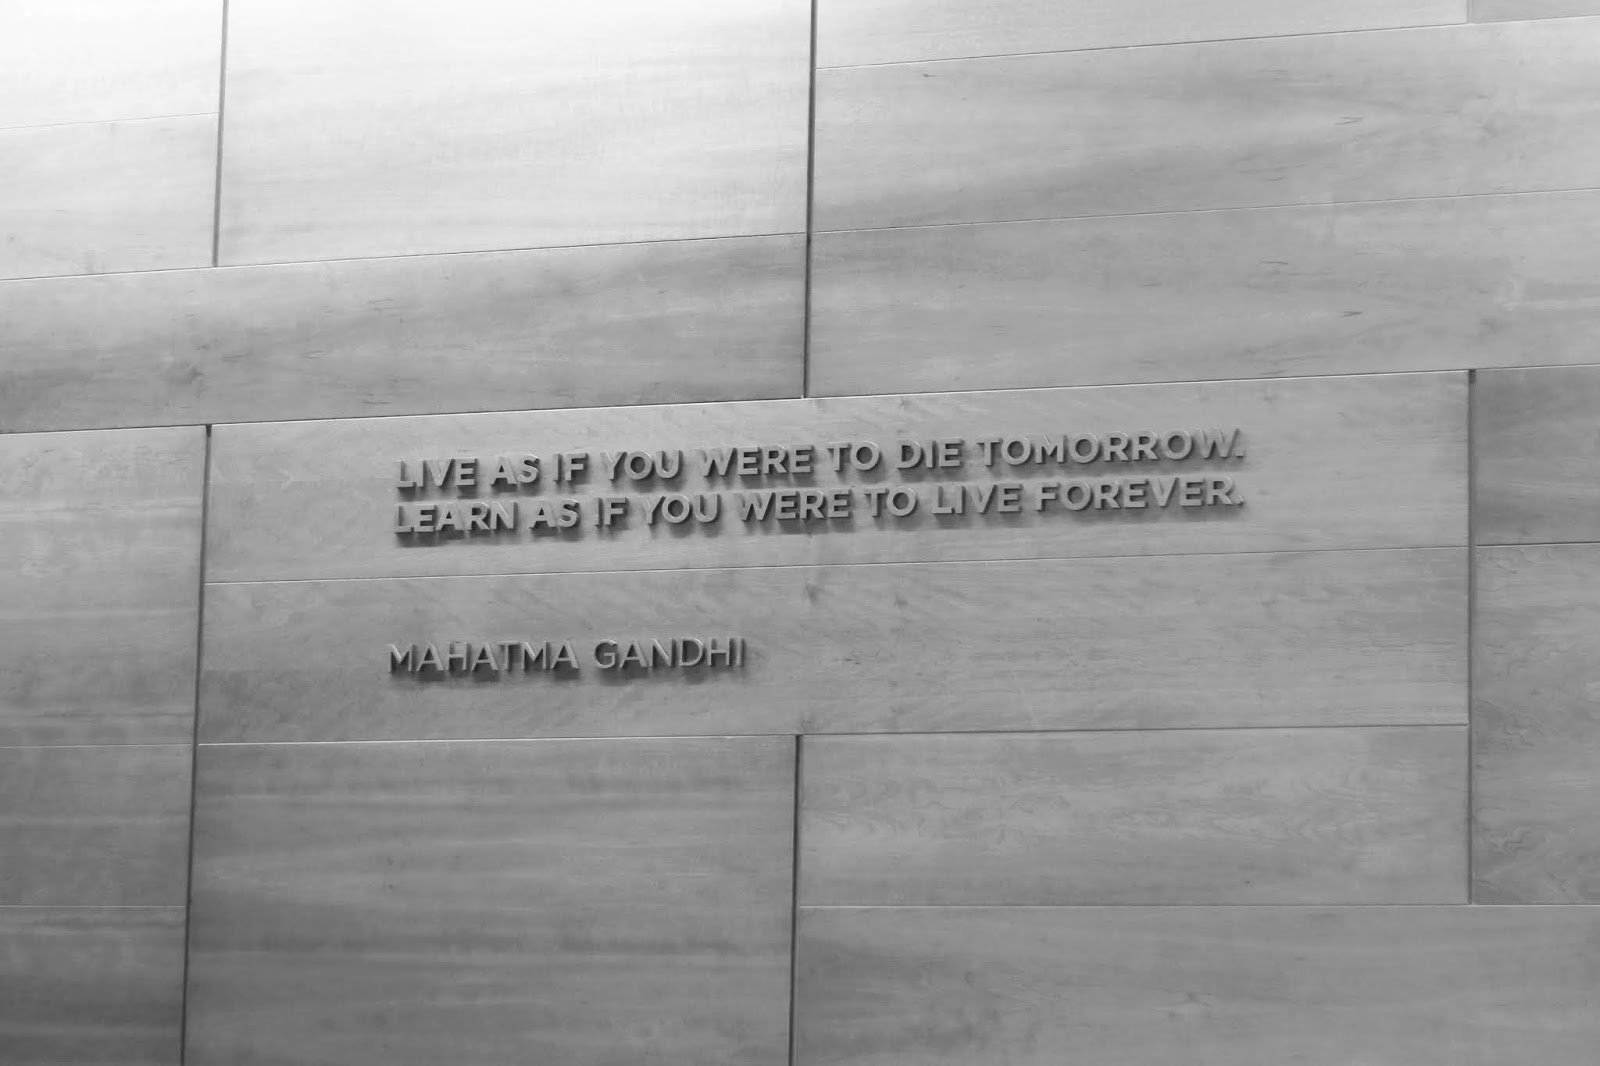 LIVE AS IF YOU WERE TO DIE TOMORROW.
LEARN AS IF YOU WERE TO LIVE FOREVER.
MAHATMA GANDHI